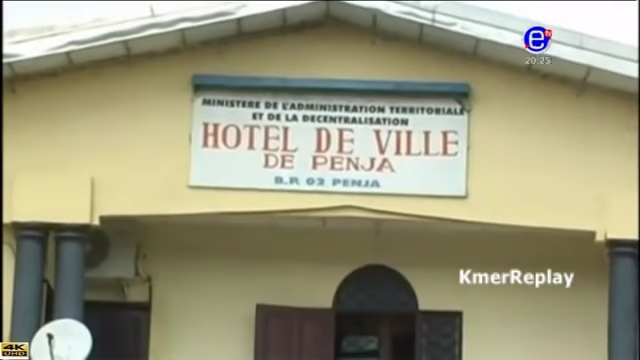 e tv
20:25
MINISTERE DE L'ADMINISTRATION TERRITORIALE
ET DE LA DECENTRALISATION
HOTEL DE VILLE
DE PENJA
B.P. 02 PENJA
KmerReplay
4K
UHD